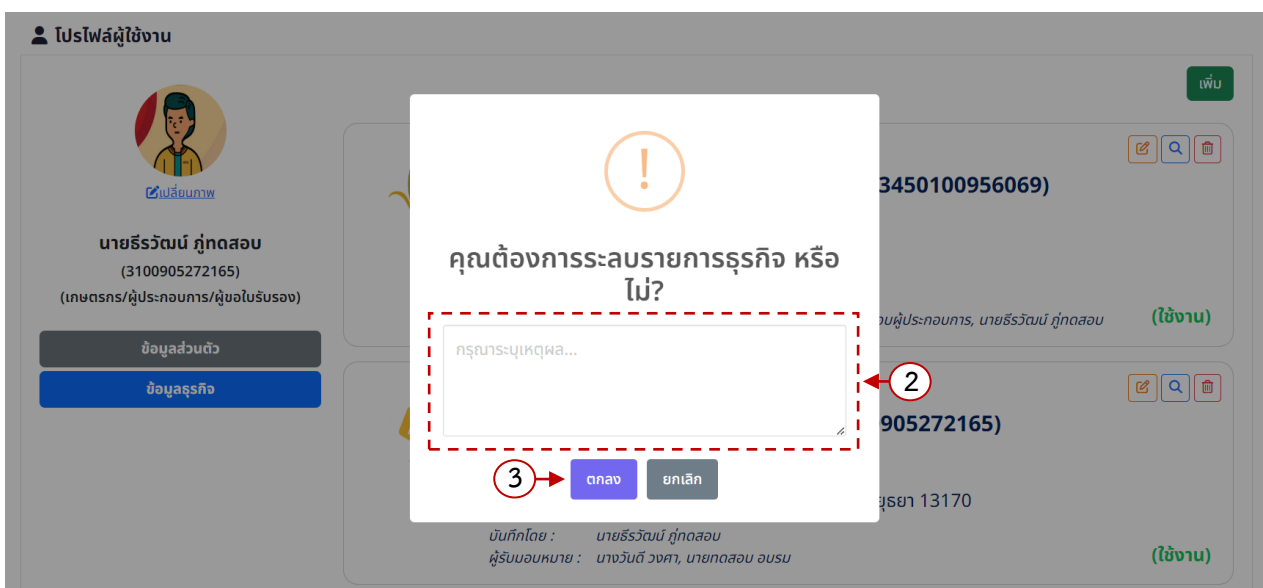 โปรไฟล์ผู้ใช้งาน
เพิ่ม
เปลี่ยนภาพ
นายธีรวัฒน์ ภู่ทดสอบ
(3100905272165)
(เกษตรกร/ผู้ประกอบการ/ผู้ขอใบรับรอง)
ข้อมูลส่วนตัว
ข้อมูลธุรกิจ
3450100956069)
บผู้ประกอบการ, นายธีรวัฒน์ ภู่ทดสอบ
(ใช้งาน)
!
คุณต้องการระลบรายการธุรกิจ หรือ
ไม่?
กรุณาระบุเหตุผล...
2
3
ตกลง
ยกเลิก
905272165)
ยุธยา 13170
บันทึกโดย : นายธีรวัฒน์ ภู่ทดสอบ
ผู้รับมอบหมาย : นางวันดี วงศา, นายทดสอบ อบรม
(ใช้งาน)